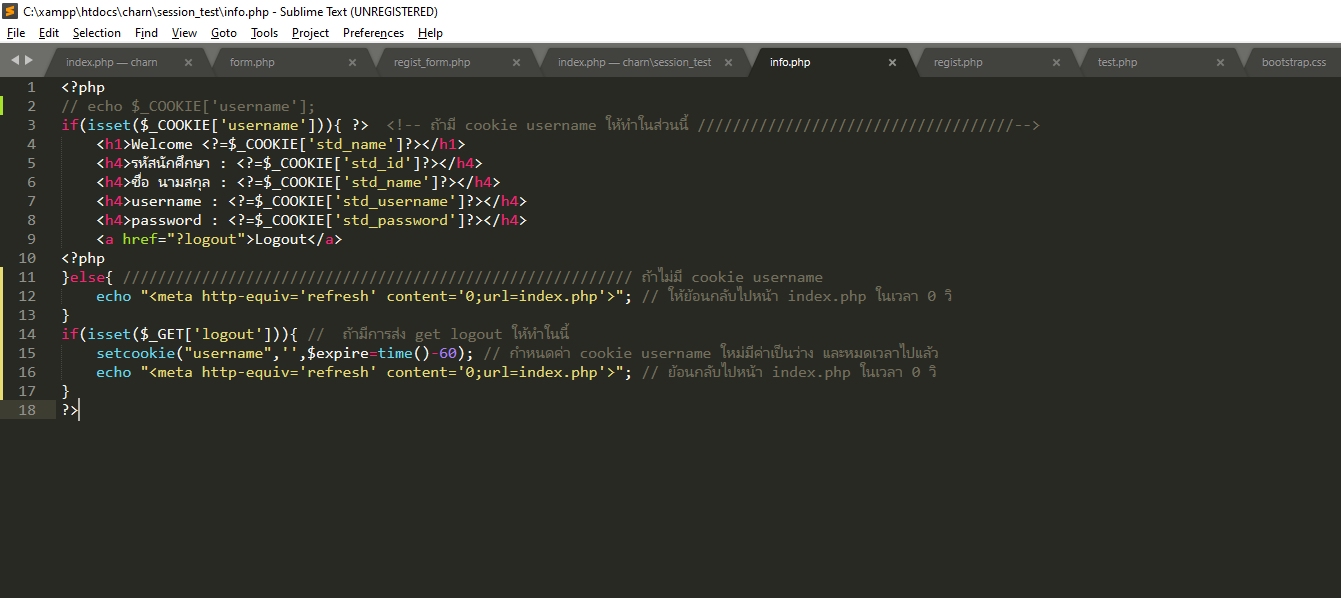 C:\xampp\htdocs\charn\session_test\info.php - Sublime Text (UNREGISTERED)
File Edit Selection Find View Goto Tools Project Preferences Help
index.php — charn × form.php × regist_form.php × index.php — charn\session_test × info.php × regist.php × test.php × bootstrap.css
1 <?php
2 // echo $_COOKIE['username'];
3 if(isset($_COOKIE['username'])){ ?>  <!-- ถ้ามี cookie username ให้ทำในส่วนนี้ ////////////////////////////////////-->
4     <h1>Welcome <?=$_COOKIE['std_name']?></h1>
5     <h4>รหัสนักศึกษา : <?=$_COOKIE['std_id']?></h4>
6     <h4>ชื่อ นามสกุล : <?=$_COOKIE['std_name']?></h4>
7     <h4>username : <?=$_COOKIE['std_username']?></h4>
8     <h4>password : <?=$_COOKIE['std_password']?></h4>
9     <a href="?logout">Logout</a>
10 <?php
11 }else{ ////////////////////////////////////////////////////////// ถ้าไม่มี cookie username
12     echo "<meta http-equiv='refresh' content='0;url=index.php'>"; // ให้ย้อนกลับไปหน้า index.php ในเวลา 0 วิ
13 }
14 if(isset($_GET['logout'])){ //  ถ้ามีการส่ง get logout ให้ทำในนี้
15     setcookie("username",'',$expire=time()-60); // กำหนดค่า cookie username ใหม่มีค่าเป็นว่าง และหมดเวลาไปแล้ว
16     echo "<meta http-equiv='refresh' content='0;url=index.php'>"; // ย้อนกลับไปหน้า index.php ในเวลา 0 วิ
17 }
18 ?>